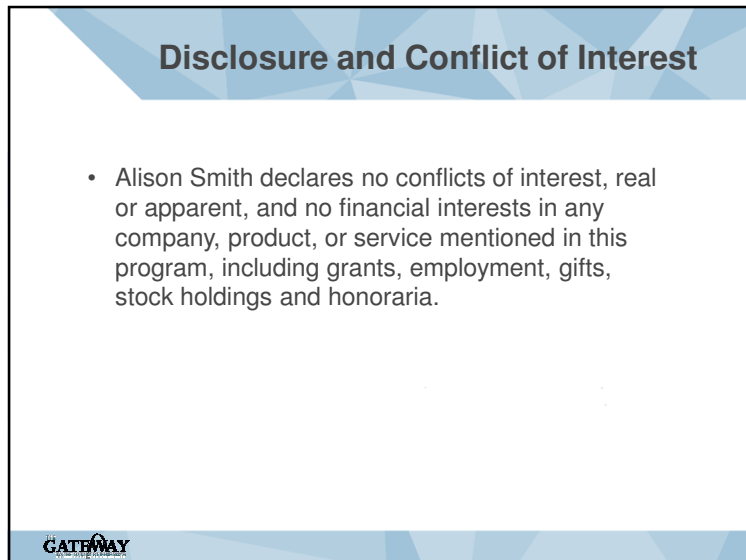 Disclosure and Conflict of Interest
• Alison Smith declares no conflicts of interest, real
or apparent, and no financial interests in any
company, product, or service mentioned in this
program, including grants, employment, gifts,
stock holdings and honoraria.
GATEWAY